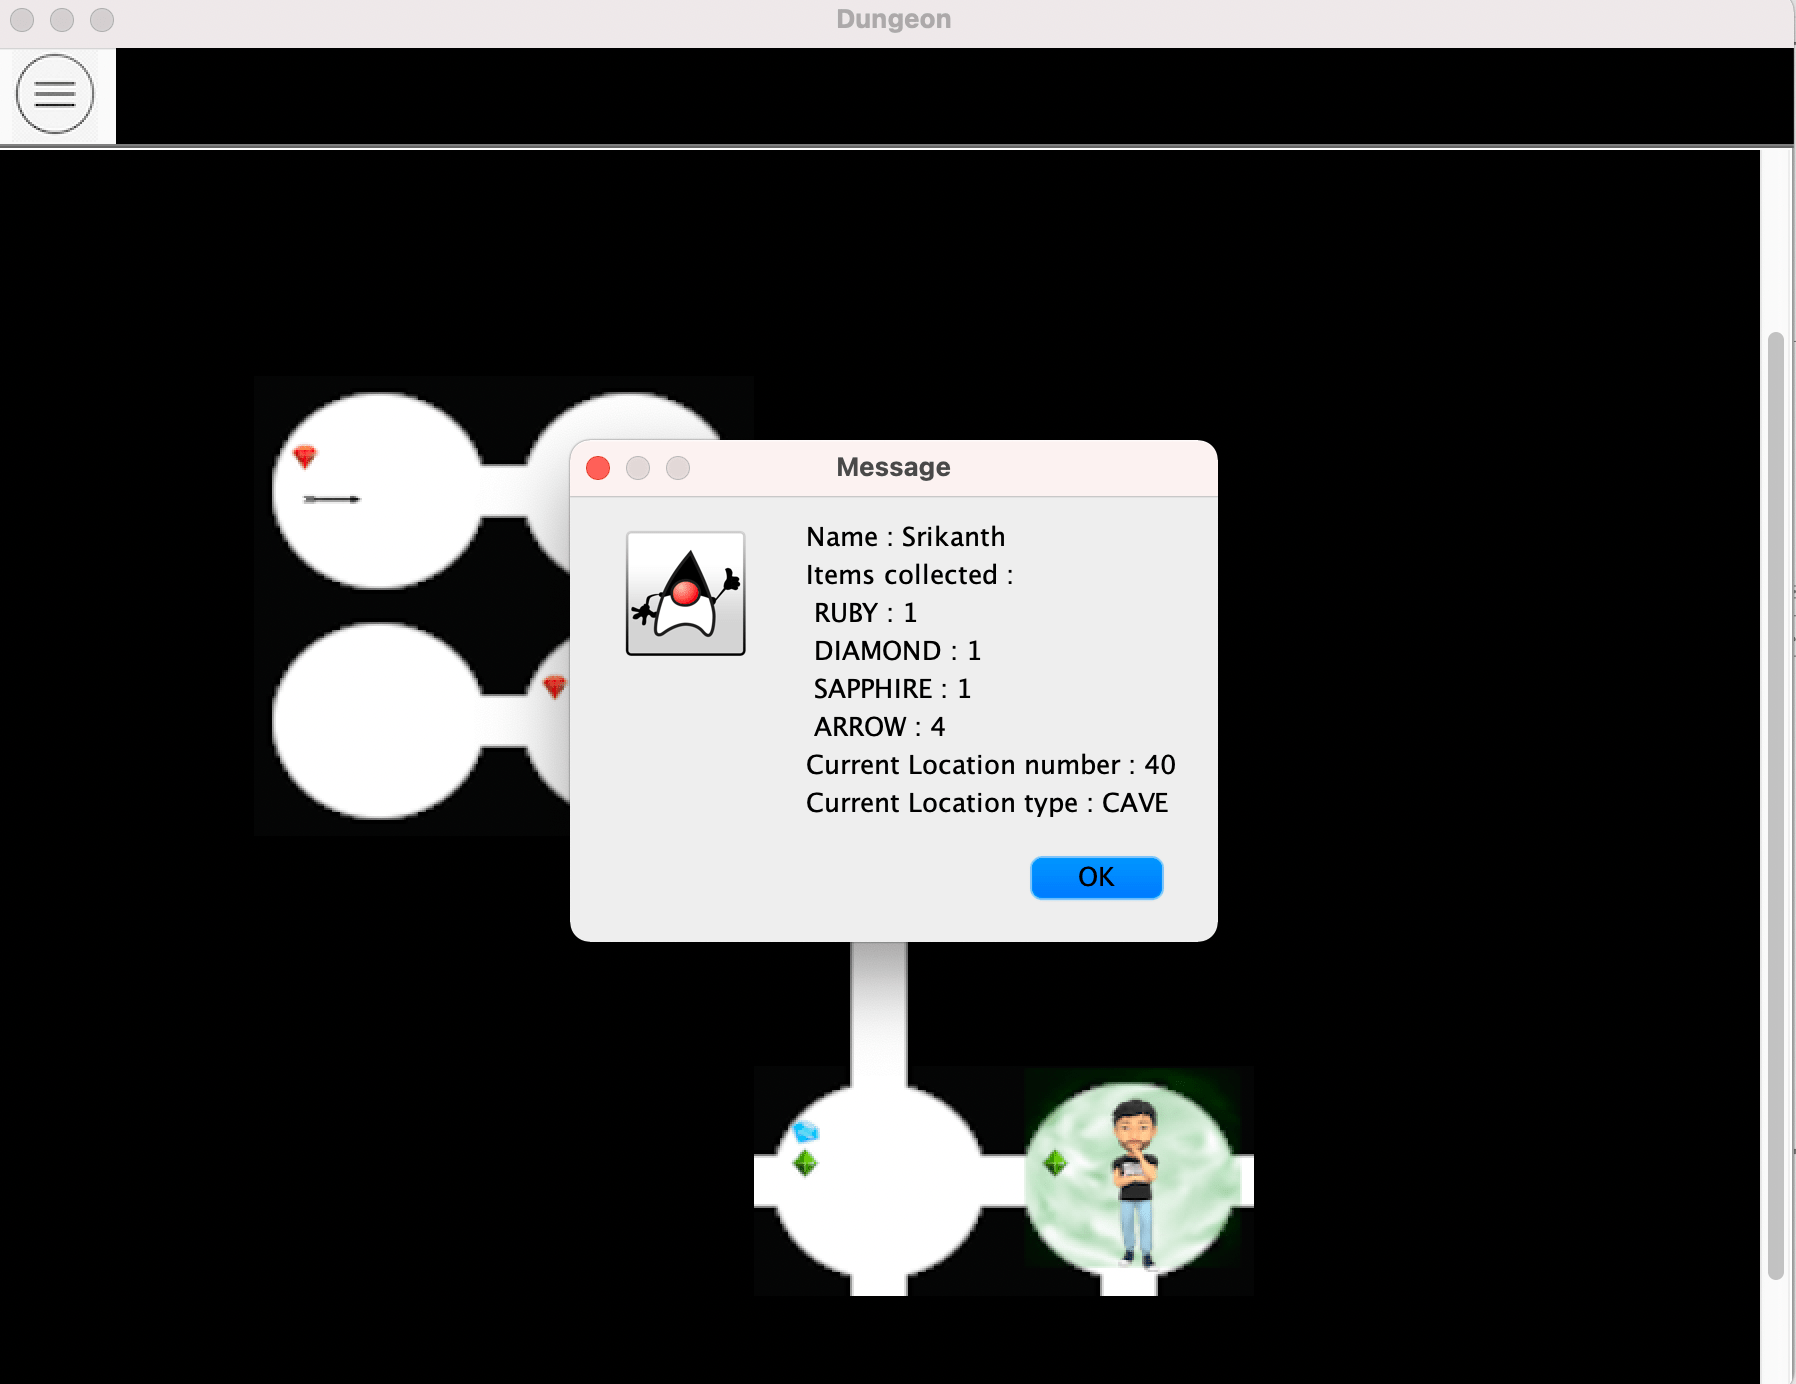 Dungeon
Message
Name : Srikanth
Items collected :
RUBY : 1
DIAMOND : 1
SAPPHIRE : 1
ARROW : 4
Current Location number : 40
Current Location type : CAVE
OK